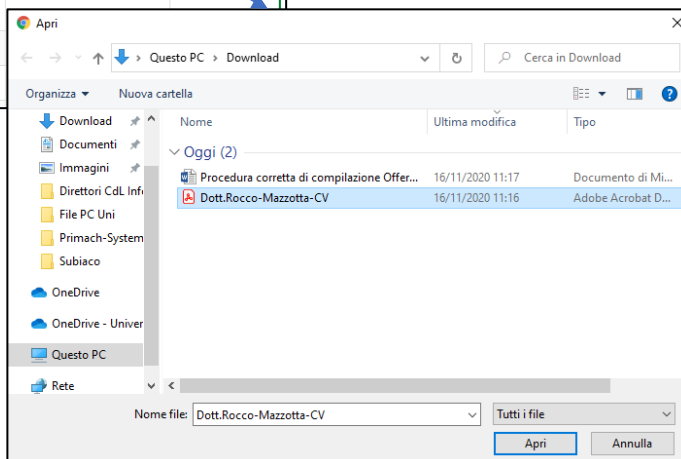 Apri
Questo PC > Download
Cerca in Download
Organizza
Nuova cartella
Download
Documenti
Immagini
Direttori CdL Inf
File PC Uni
Primach-System
Subiaco
OneDrive
OneDrive - Univer
Questo PC
Rete
Nome
Ultima modifica
Tipo
Oggi (2)
Procedura corretta di compilazione Offer... 16/11/2020 11:17 Documento di Mi...
Dott.Rocco-Mazzotta-CV 16/11/2020 11:16 Adobe Acrobat D...
Nome file: Dott.Rocco-Mazzotta-CV
Tutti i file
Apri
Annulla